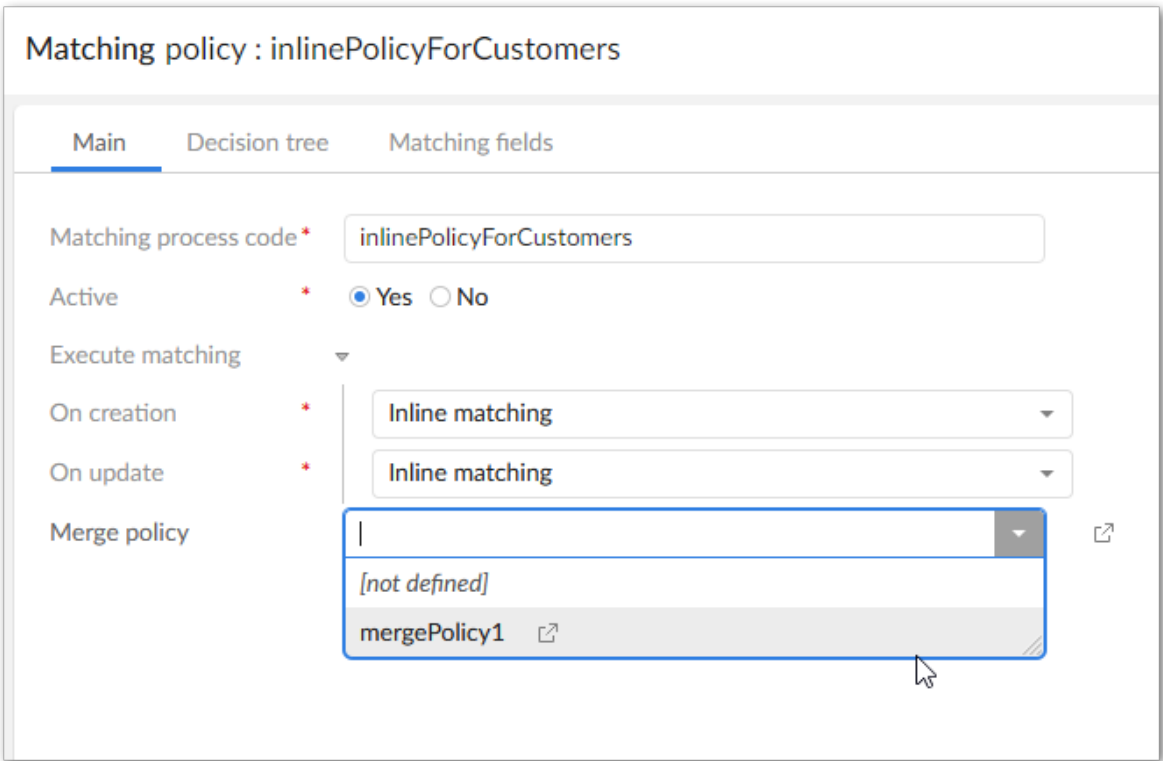 Matching policy : inlinePolicyForCustomers
Main Decision tree Matching fields
Matching process code * inlinePolicyForCustomers
Active * Yes No
Execute matching
On creation * Inline matching
On update * Inline matching
Merge policy
[not defined]
mergePolicy1